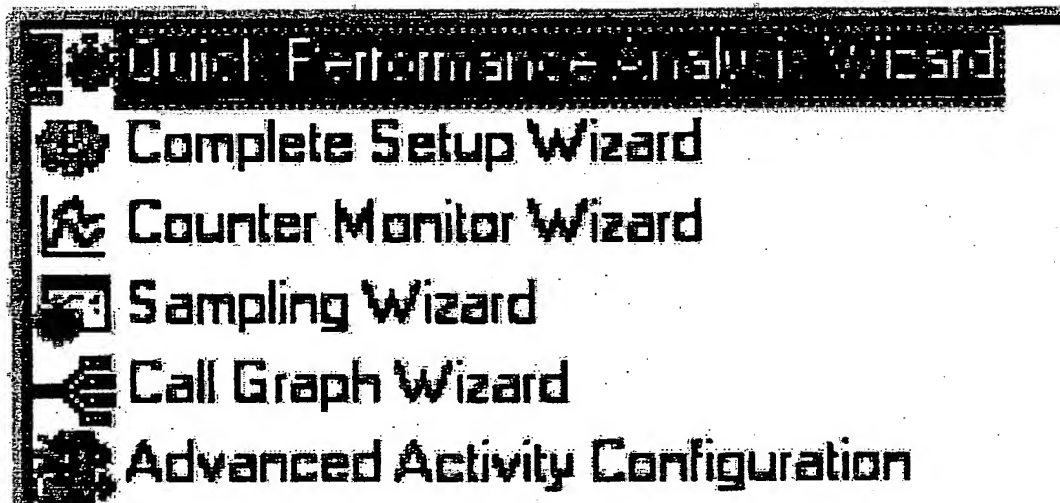 Quick Performance Analysis Wizard
Complete Setup Wizard
Counter Monitor Wizard
Sampling Wizard
Call Graph Wizard
Advanced Activity Configuration